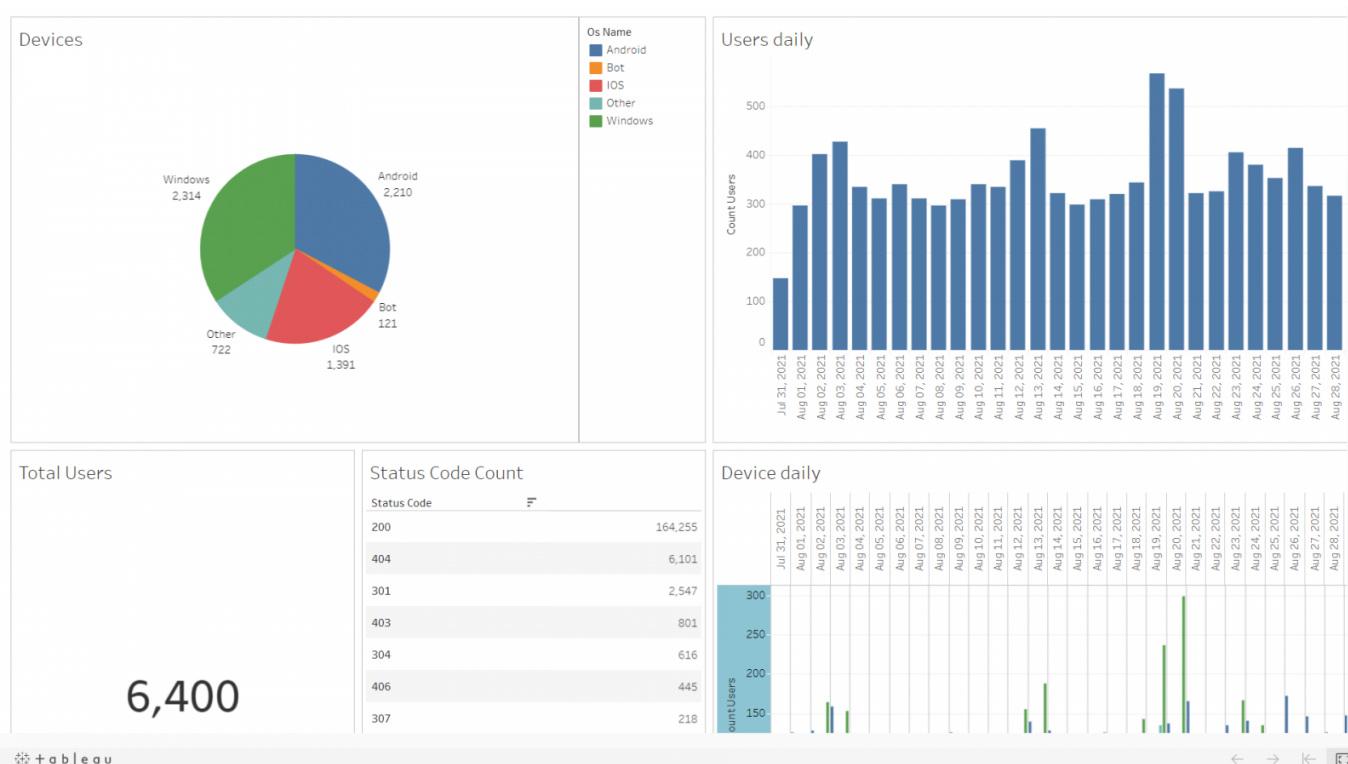 Devices
Os Name
Android
Bot
IOS
Other
Windows
Windows
2,314
Android
2,210
Bot
121
IOS
1,391
Other
722
Users daily
Count Users
500
400
300
200
100
0
Jul 31, 2021
Aug 01, 2021
Aug 02, 2021
Aug 03, 2021
Aug 04, 2021
Aug 05, 2021
Aug 06, 2021
Aug 07, 2021
Aug 08, 2021
Aug 09, 2021
Aug 10, 2021
Aug 11, 2021
Aug 12, 2021
Aug 13, 2021
Aug 14, 2021
Aug 15, 2021
Aug 16, 2021
Aug 17, 2021
Aug 18, 2021
Aug 19, 2021
Aug 20, 2021
Aug 21, 2021
Aug 22, 2021
Aug 23, 2021
Aug 24, 2021
Aug 25, 2021
Aug 26, 2021
Aug 27, 2021
Aug 28, 2021
Total Users
6,400
Status Code Count
Status Code
200 164,255
404 6,101
301 2,547
403 801
304 616
406 445
307 218
Device daily
Jul 31, 2021
Aug 01, 2021
Aug 02, 2021
Aug 03, 2021
Aug 04, 2021
Aug 05, 2021
Aug 06, 2021
Aug 07, 2021
Aug 08, 2021
Aug 09, 2021
Aug 10, 2021
Aug 11, 2021
Aug 12, 2021
Aug 13, 2021
Aug 14, 2021
Aug 15, 2021
Aug 16, 2021
Aug 17, 2021
Aug 18, 2021
Aug 19, 2021
Aug 20, 2021
Aug 21, 2021
Aug 22, 2021
Aug 23, 2021
Aug 24, 2021
Aug 25, 2021
Aug 26, 2021
Aug 27, 2021
Aug 28, 2021
ount Users
300
250
200
150
+ableau